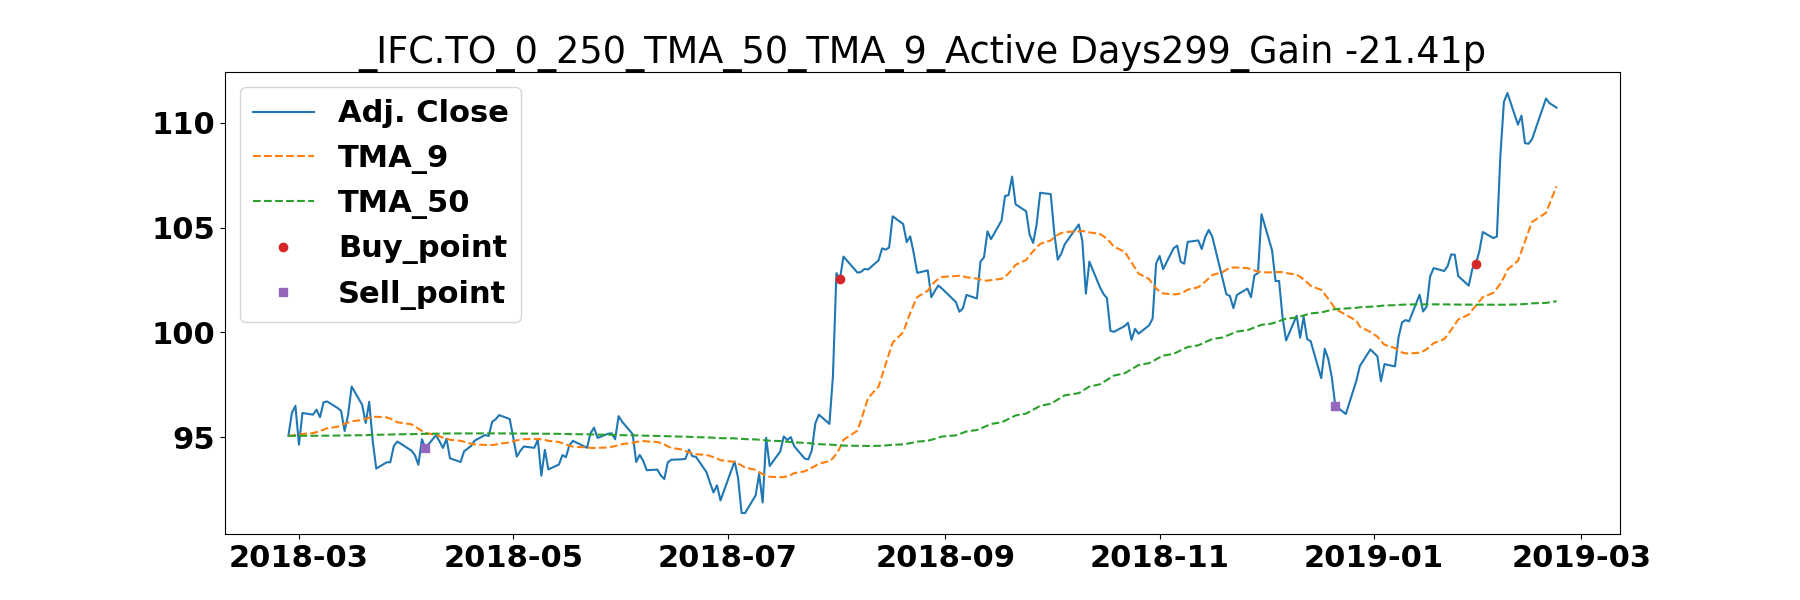 _IFC.TO_0_250_TMA_50_TMA_9_Active Days299_Gain -21.41p
Adj. Close
TMA_9
TMA_50
Buy_point
Sell_point
110
105
100
95
2018-03 2018-05 2018-07 2018-09 2018-11 2019-01 2019-03